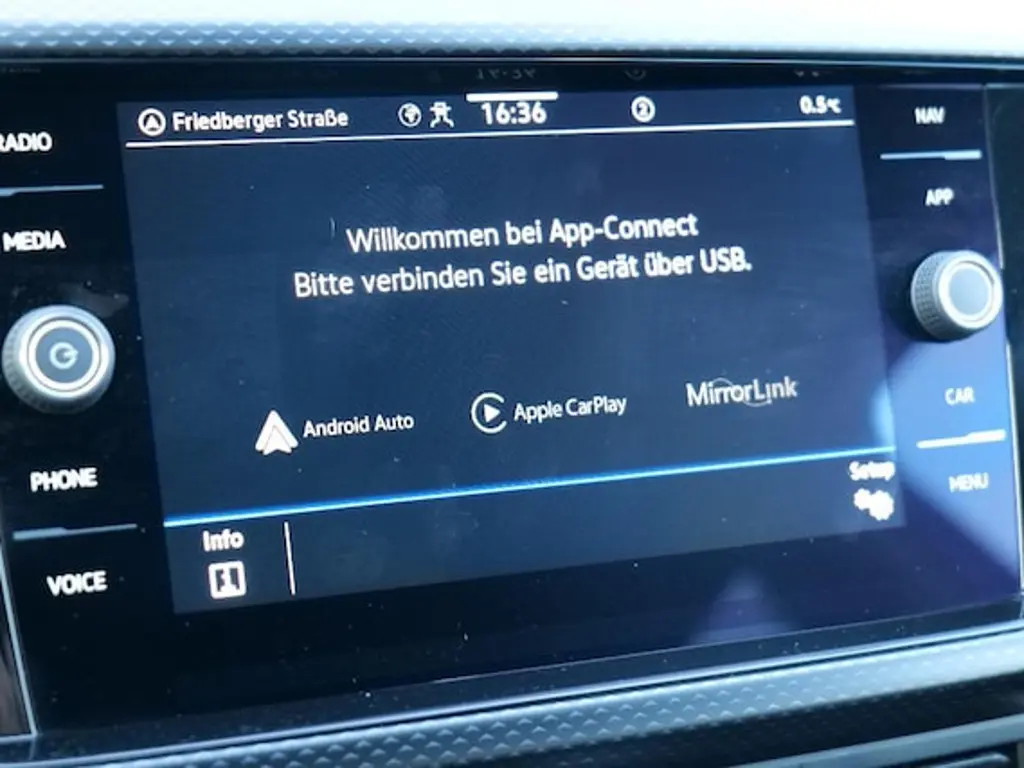 Friedberger Straße 16:36 2 0.5°C
RADIO
MEDIA
PHONE
VOICE
Willkommen bei App-Connect
Bitte verbinden Sie ein Gerät über USB.
Android Auto Apple CarPlay MirrorLink
Info
Setup
NAV
APP
CAR
MENU